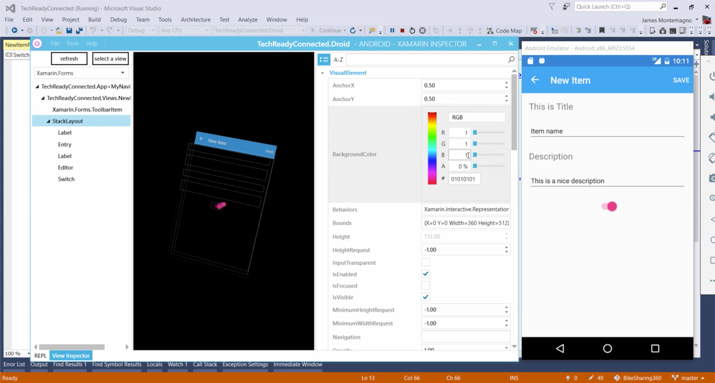 TechReadyConnected (Running) - Microsoft Visual Studio
Quick Launch (Ctrl+Q)
File Edit View Project Build Debug Team Tools Architecture Test Analyze Window Help
James Montemagno
Debug
Any CPU
TechReadyConnected.Droid
Continue
Code Map
NewItemP
File Tools Help
TechReadyConnected.Droid - ANDROID - XAMARIN INSPECTOR
Android Emulator - Android_x86_API23:5554
refresh
select a view
A-Z
10:11
Xamarin.Forms
VisualElement
New Item
SAVE
TechReadyConnected.App+MyNavi
AnchorX
0.50
TechReadyConnected.Views.New
AnchorY
0.50
Xamarin.Forms.ToolbarItem
StackLayout
Label
Entry
Label
Editor
Switch
RGB
R 1
G 1
B 1
A 0 %
# 01010101
BackgroundColor
This is Title
Item name
Description
This is a nice description
Behaviors
Xamarin.Interactive.Representation
Bounds
{X=0 Y=0 Width=360 Height=512}
Height
512.00
HeightRequest
-1.00
InputTransparent
IsEnabled
IsFocused
IsVisible
MinimumHeightRequest
-1.00
MinimumWidthRequest
-1.00
Navigation
Opacity
1.00
100 %
REPL View Inspector
Error List Output Find Results 1 Find Symbol Results Locals Watch 1 Call Stack Exception Settings Immediate Window
Ready
Ln 13
Col 66
Ch 66
INS
0
49
BikeSharing360
master